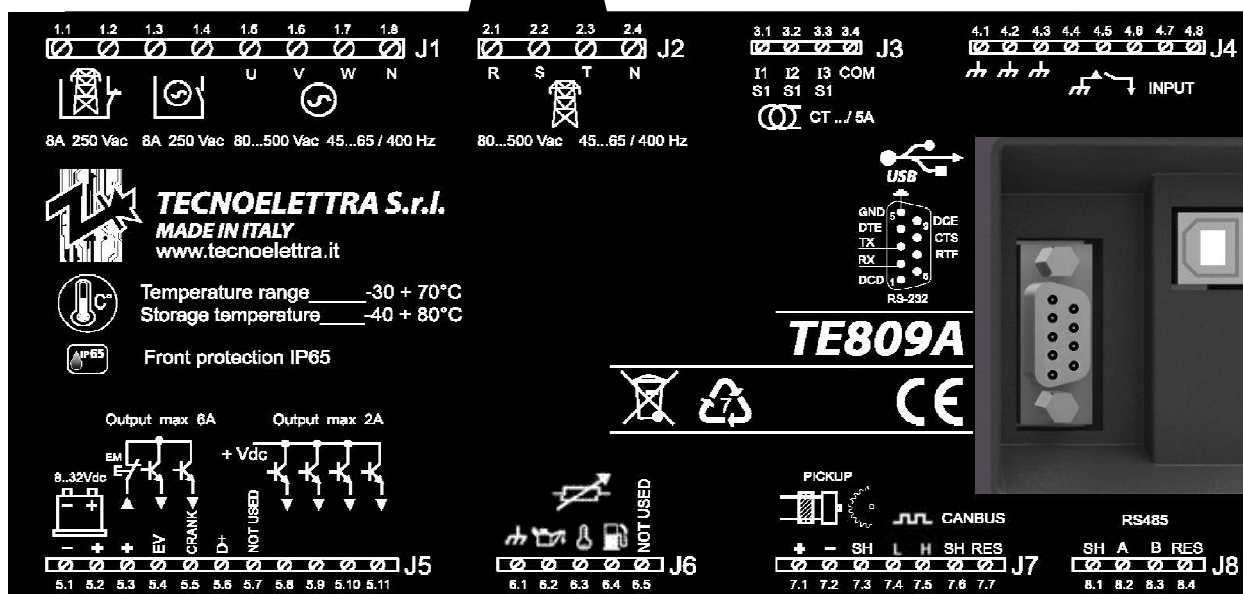 1.1 1.2 1.3 1.4 1.5 1.6 1.7 1.8 J1
U V W N
8A 250 Vac 8A 250 Vac 80...500 Vac 45...65 / 400 Hz
2.1 2.2 2.3 2.4 J2
R S T N
80...500 Vac 45...65 / 400 Hz
3.1 3.2 3.3 3.4 J3
I1 I2 I3 COM
S1 S1 S1
CT .../ 5A
4.1 4.2 4.3 4.4 4.5 4.6 4.7 4.8 J4
INPUT
TECNOELETTRA S.r.l.
MADE IN ITALY
www.tecnoelettra.it
C°
Temperature range_____-30 + 70°C
Storage temperature____-40 + 80°C
IP65
Front protection IP65
USB
GND 5
DTE 9 DCE
TX CTS
RX RTF
DCD 1 6
RS-232
TE809A
7
CE
Output max 6A Output max 2A
EM
E
+ Vdc
8..32Vdc
- +
- + + EV CRANK D+ NOT USED
5.1 5.2 5.3 5.4 5.5 5.6 5.7 5.8 5.9 5.10 5.11 J5
NOT USED
6.1 6.2 6.3 6.4 6.5 J6
PICKUP
CANBUS
+ - SH L H SH RES
7.1 7.2 7.3 7.4 7.5 7.6 7.7 J7
RS485
SH A B RES
8.1 8.2 8.3 8.4 J8